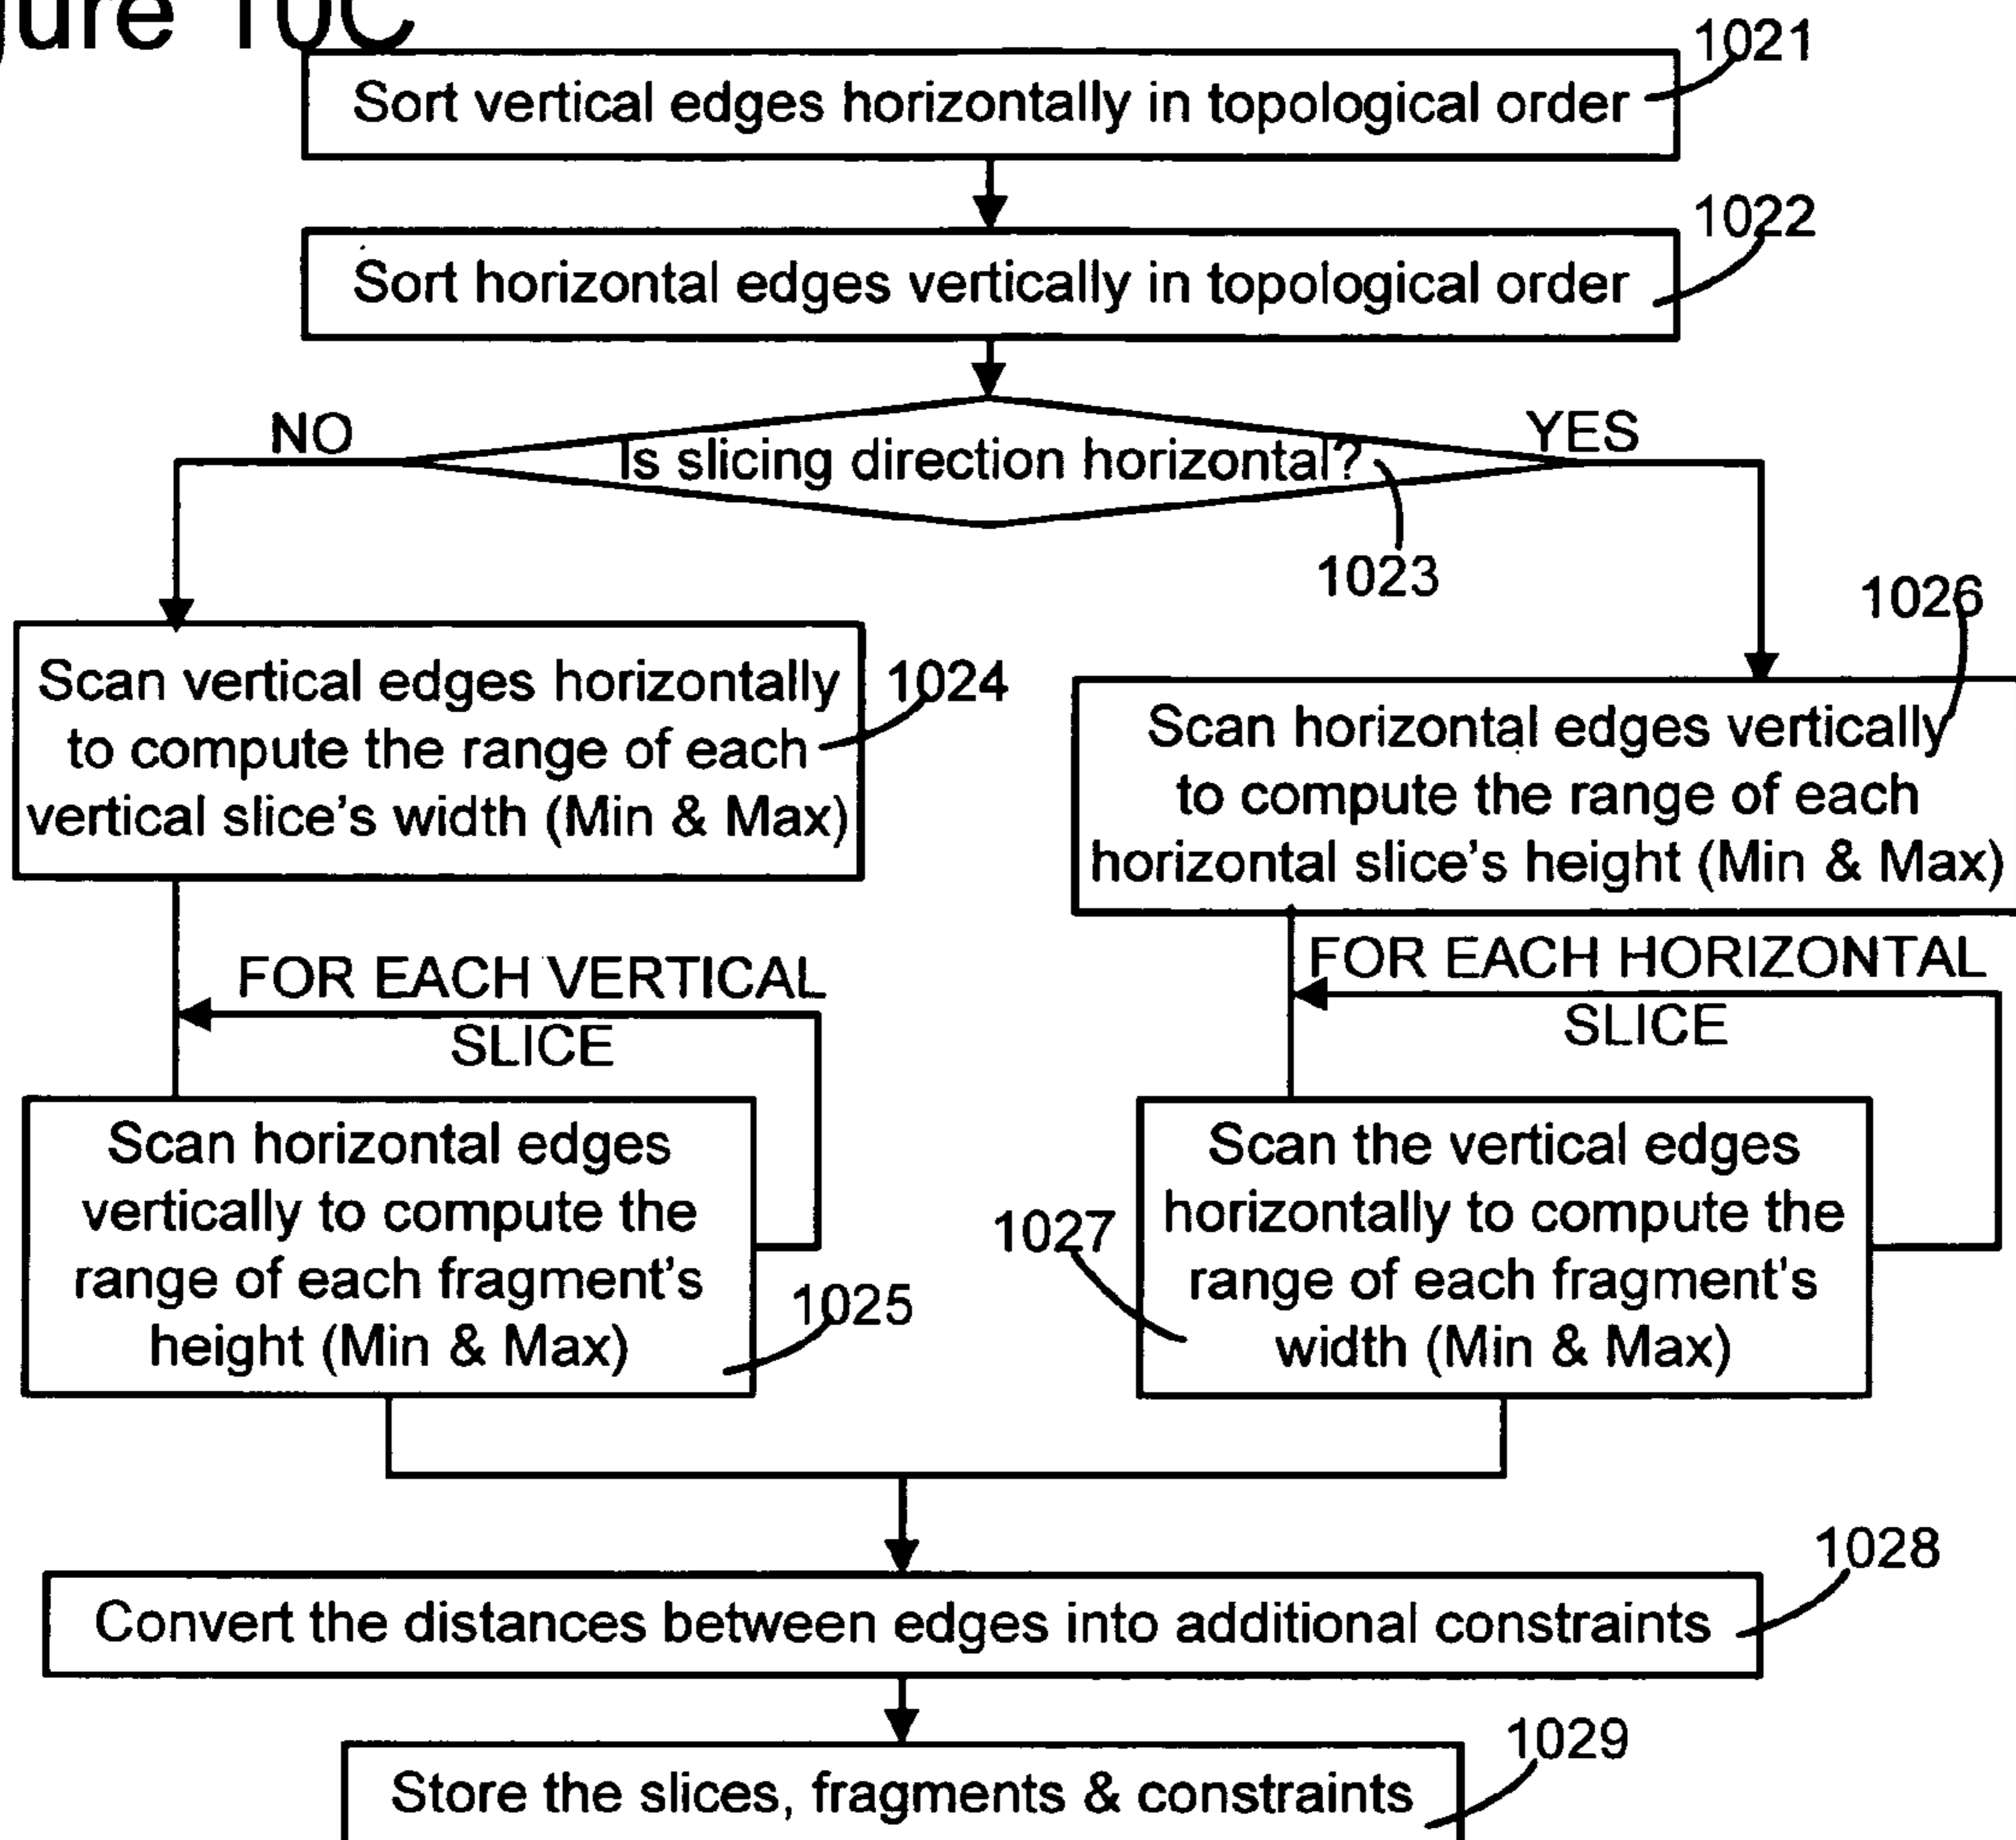 ure 10C
1021
Sort vertical edges horizontally in topological order
1022
Sort horizontal edges vertically in topological order
NO
YES
Is slicing direction horizontal?
1023
1026
Scan vertical edges horizontally
to compute the range of each
vertical slice's width (Min & Max)
1024
Scan horizontal edges vertically
to compute the range of each
horizontal slice's height (Min & Max)
FOR EACH VERTICAL
SLICE
FOR EACH HORIZONTAL
SLICE
Scan horizontal edges
vertically to compute the
range of each fragment's
height (Min & Max)
1025
1027
Scan the vertical edges
horizontally to compute the
range of each fragment's
width (Min & Max)
1028
Convert the distances between edges into additional constraints
1029
Store the slices, fragments & constraints